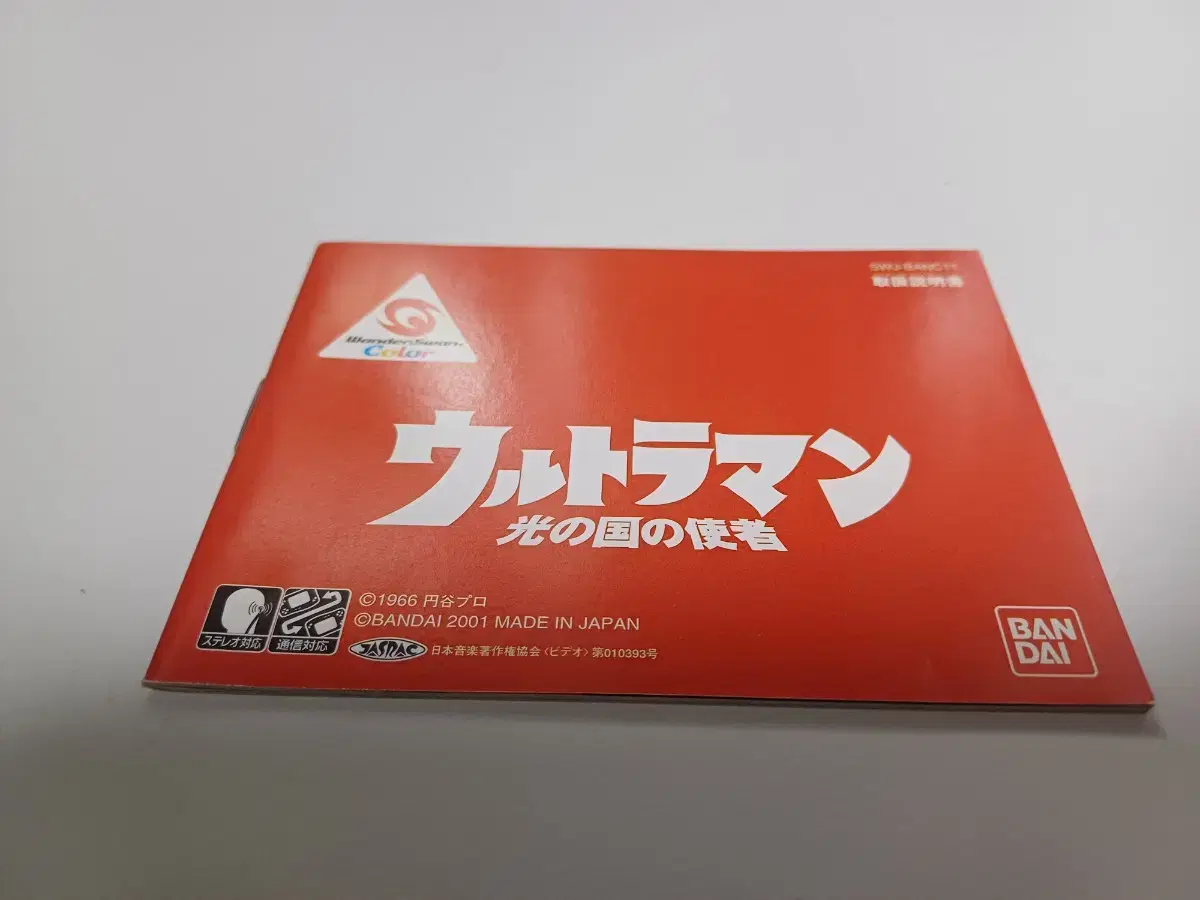 取扱説明書
WonderSwan
Color
ウルトラマン
光の国の使者
ステレオ対応
通信対応
©1966 円谷プロ
©BANDAI 2001 MADE IN JAPAN
JASRAC
日本音楽著作権協会〈ビデオ〉第010393号
BAN
DAI